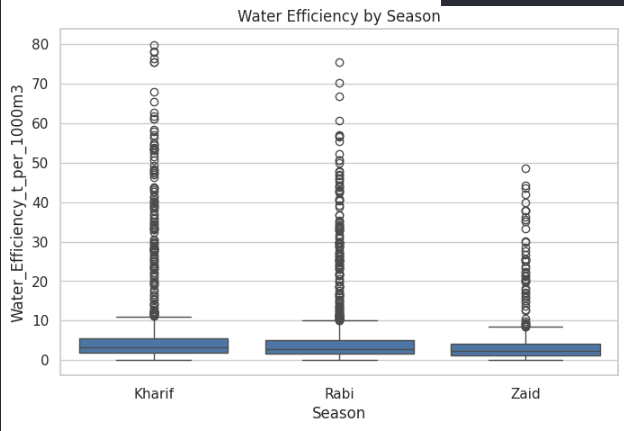 Water Efficiency by Season
Water_Efficiency_t_per_1000m3
80
70
60
50
40
30
20
10
0
Kharif Rabi Zaid
Season